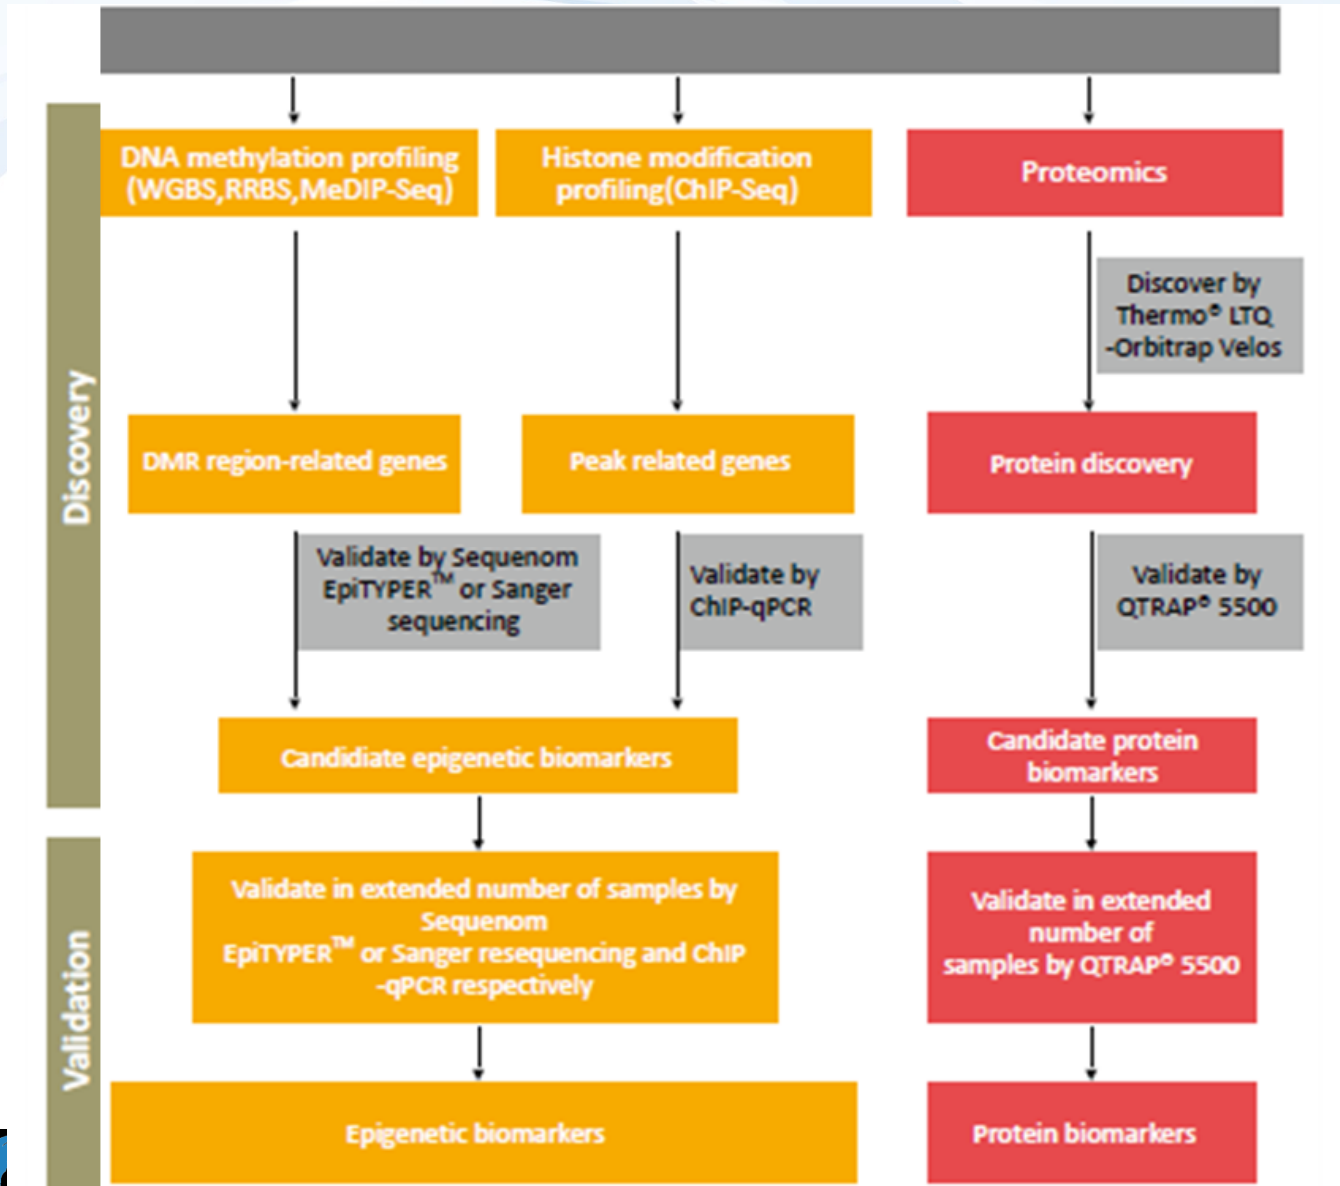 DNA methylation profiling
(WGBS,RRBS,MeDIP-Seq)
Histone modification
profiling(ChIP-Seq)
Proteomics
Discover by
Thermo® LTQ
-Orbitrap Velos
Discovery
DMR region-related genes
Peak related genes
Protein discovery
Validate by Sequenom
EpiTYPER™ or Sanger
sequencing
Validate by
ChIP-qPCR
Validate by
QTRAP® 5500
Candidiate epigenetic biomarkers
Candidate protein
biomarkers
Validation
Validate in extended number of samples by
Sequenom
EpiTYPER™ or Sanger resequencing and ChIP
-qPCR respectively
Validate in extended
number of
samples by QTRAP® 5500
Epigenetic biomarkers
Protein biomarkers